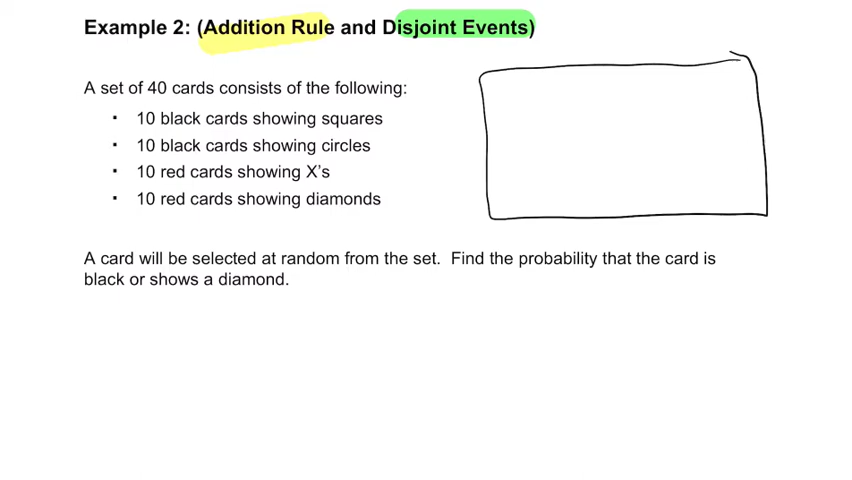 Example 2: (Addition Rule and Disjoint Events)
A set of 40 cards consists of the following:
▪ 10 black cards showing squares
▪ 10 black cards showing circles
▪ 10 red cards showing X’s
▪ 10 red cards showing diamonds
A card will be selected at random from the set.  Find the probability that the card is
black or shows a diamond.